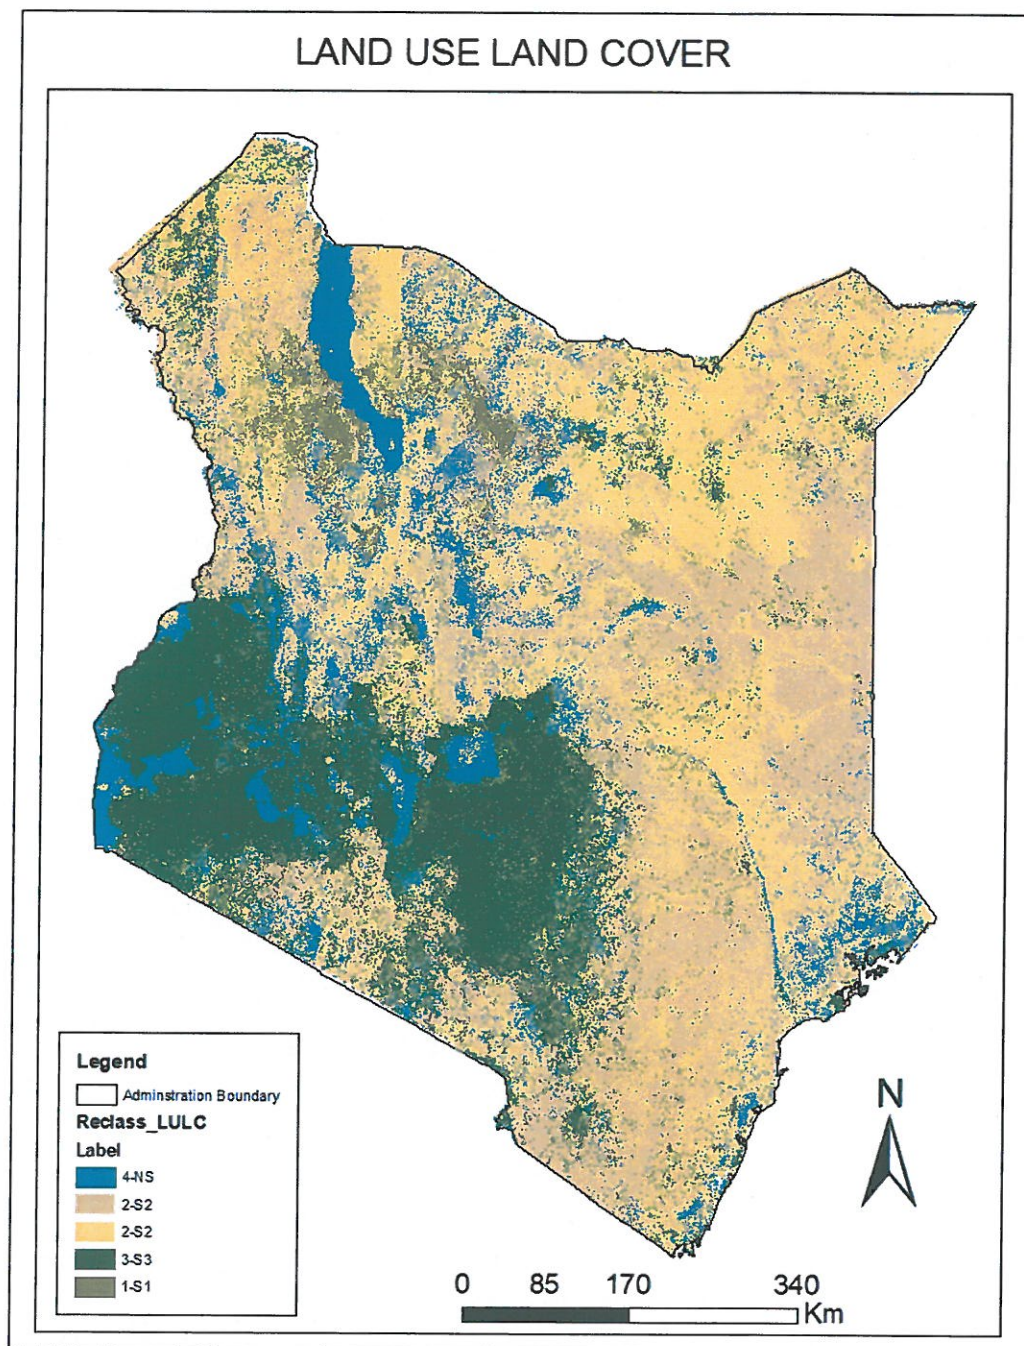 LAND USE LAND COVER
Legend
Adminstration Boundary
Reclass_LULC
Label
4-NS
2-S2
2-S2
3-S3
1-S1
N
0 85 170 340
Km